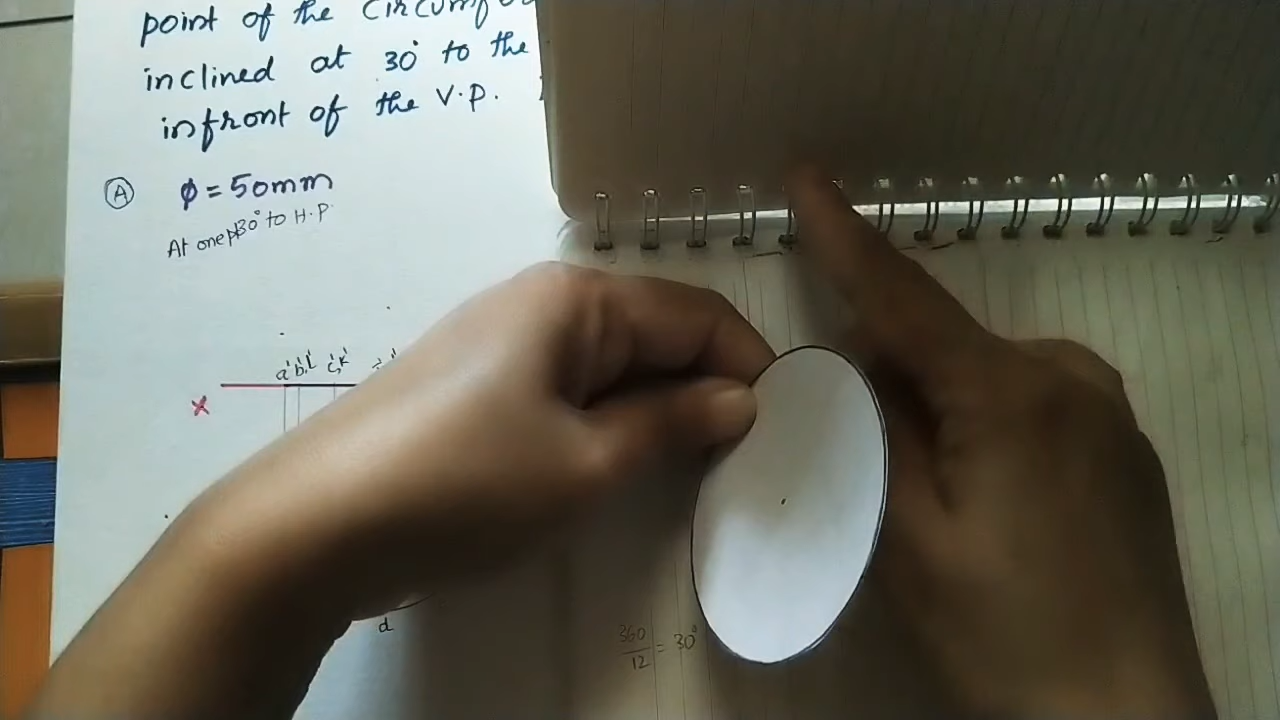 point of the Circumf
inclined at 30° to the
infront of the V.P.
A ϕ = 50mm
At one p 30° to H.P.
a' b' l' c' k'
X
d
360/12 = 30°